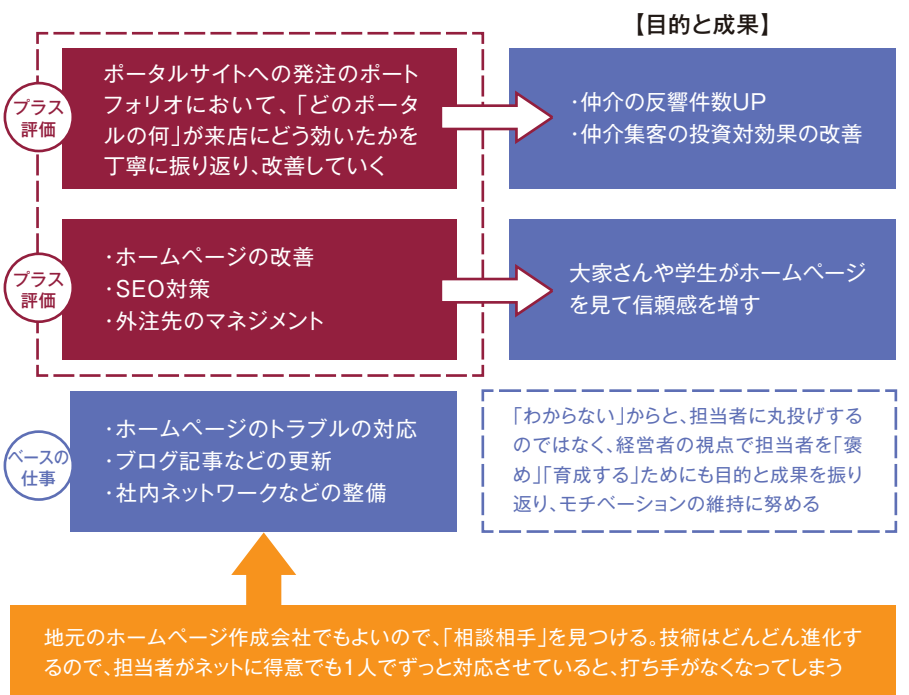 【目的と成果】
プラス
評価
ポータルサイトへの発注のポート
フォリオにおいて、「どのポータ
ルの何」が来店にどう効いたかを
丁寧に振り返り、改善していく
・仲介の反響件数UP
・仲介集客の投資対効果の改善
プラス
評価
・ホームページの改善
・SEO対策
・外注先のマネジメント
大家さんや学生がホームページ
を見て信頼感を増す
ベースの
仕事
・ホームページのトラブルの対応
・ブログ記事などの更新
・社内ネットワークなどの整備
「わからない」からと、担当者に丸投げする
のではなく、経営者の視点で担当者を「褒
め」「育成する」ためにも目的と成果を振り
返り、モチベーションの維持に努める
地元のホームページ作成会社でもよいので、「相談相手」を見つける。技術はどんどん進化す
るので、担当者がネットに得意でも1人でずっと対応させていると、打ち手がなくなってしまう